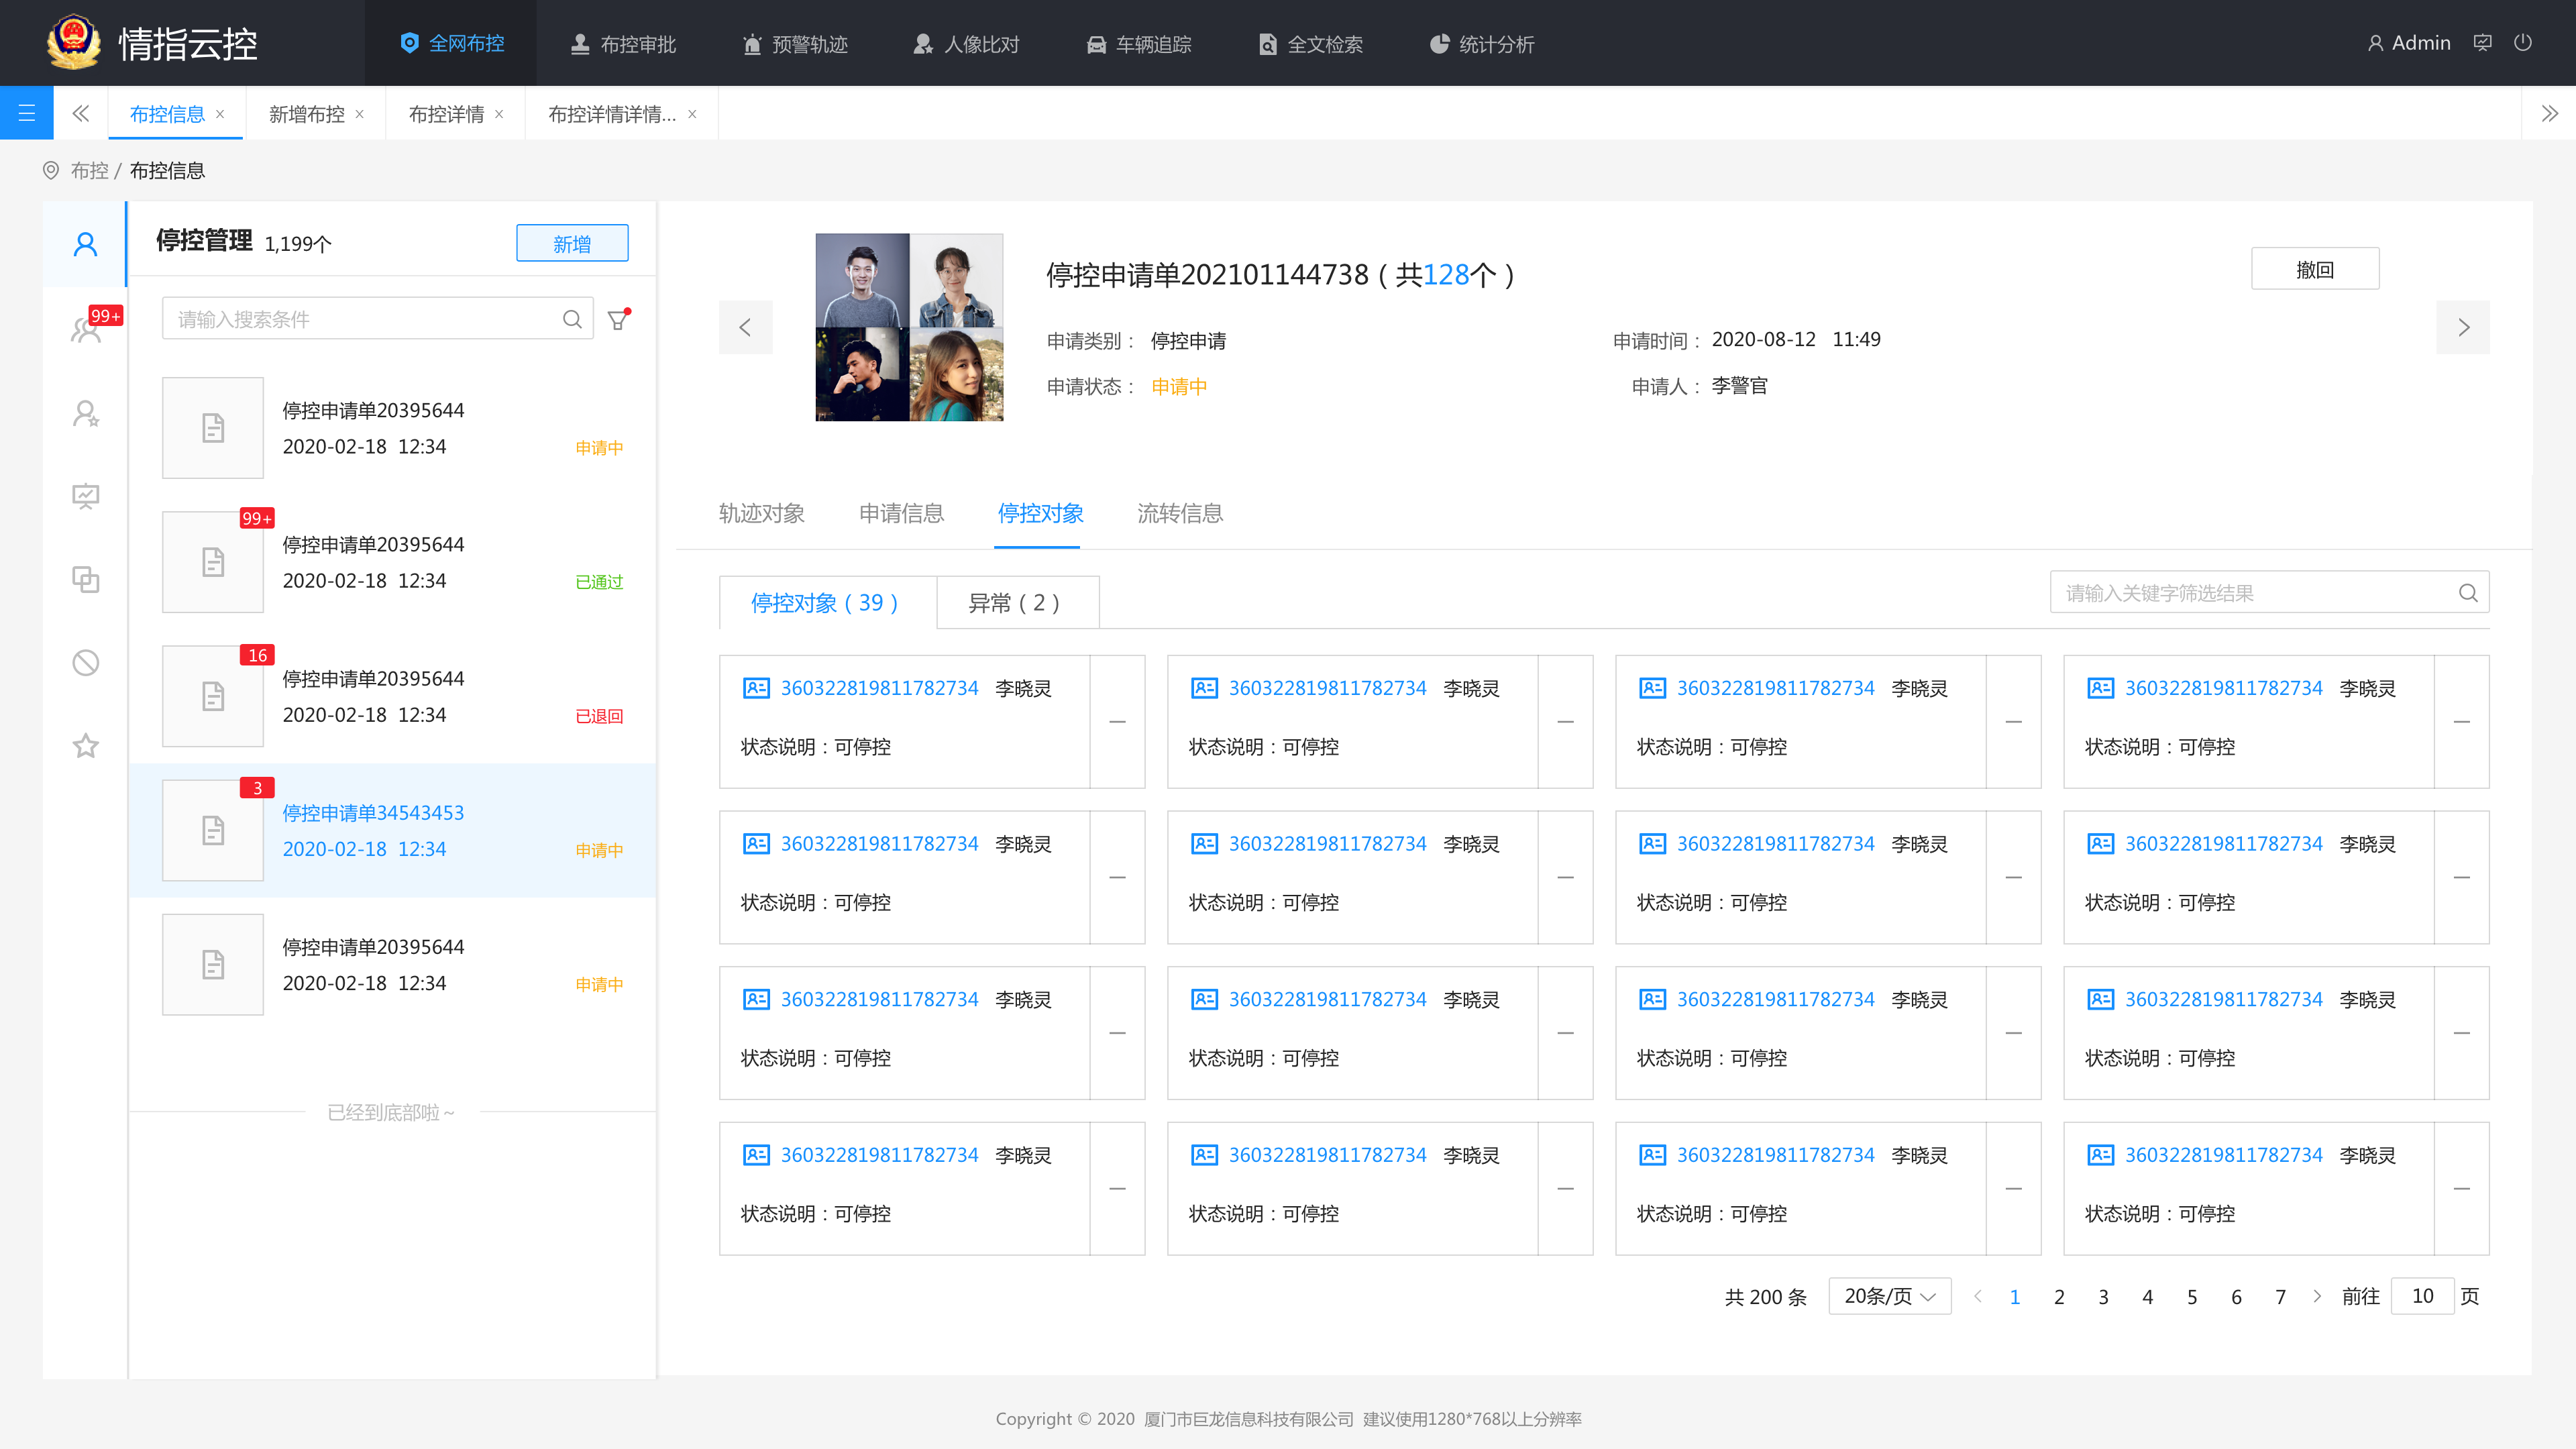 情指云控
全网布控
布控审批
预警轨迹
人像比对
车辆追踪
全文检索
统计分析
Admin
布控信息
新增布控
布控详情
布控详情详情...
布控 / 布控信息
停控管理 1,199个
新增
99+
请输入搜索条件
停控申请单20395644
2020-02-18 12:34
申请中
99+
停控申请单20395644
2020-02-18 12:34
已通过
16
停控申请单20395644
2020-02-18 12:34
已退回
3
停控申请单34543453
2020-02-18 12:34
申请中
停控申请单20395644
2020-02-18 12:34
申请中
已经到底部啦～
停控申请单202101144738（共128个）
撤回
申请类别： 停控申请
申请时间： 2020-08-12 11:49
申请状态： 申请中
申请人： 李警官
轨迹对象
申请信息
停控对象
流转信息
停控对象（39）
异常（2）
请输入关键字筛选结果
360322819811782734 李晓灵
状态说明：可停控
360322819811782734 李晓灵
状态说明：可停控
360322819811782734 李晓灵
状态说明：可停控
360322819811782734 李晓灵
状态说明：可停控
360322819811782734 李晓灵
状态说明：可停控
360322819811782734 李晓灵
状态说明：可停控
360322819811782734 李晓灵
状态说明：可停控
360322819811782734 李晓灵
状态说明：可停控
360322819811782734 李晓灵
状态说明：可停控
360322819811782734 李晓灵
状态说明：可停控
360322819811782734 李晓灵
状态说明：可停控
360322819811782734 李晓灵
状态说明：可停控
360322819811782734 李晓灵
状态说明：可停控
360322819811782734 李晓灵
状态说明：可停控
360322819811782734 李晓灵
状态说明：可停控
360322819811782734 李晓灵
状态说明：可停控
共 200 条 20条/页 1 2 3 4 5 6 7 前往 10 页
Copyright © 2020 厦门市巨龙信息科技有限公司 建议使用1280*768以上分辨率